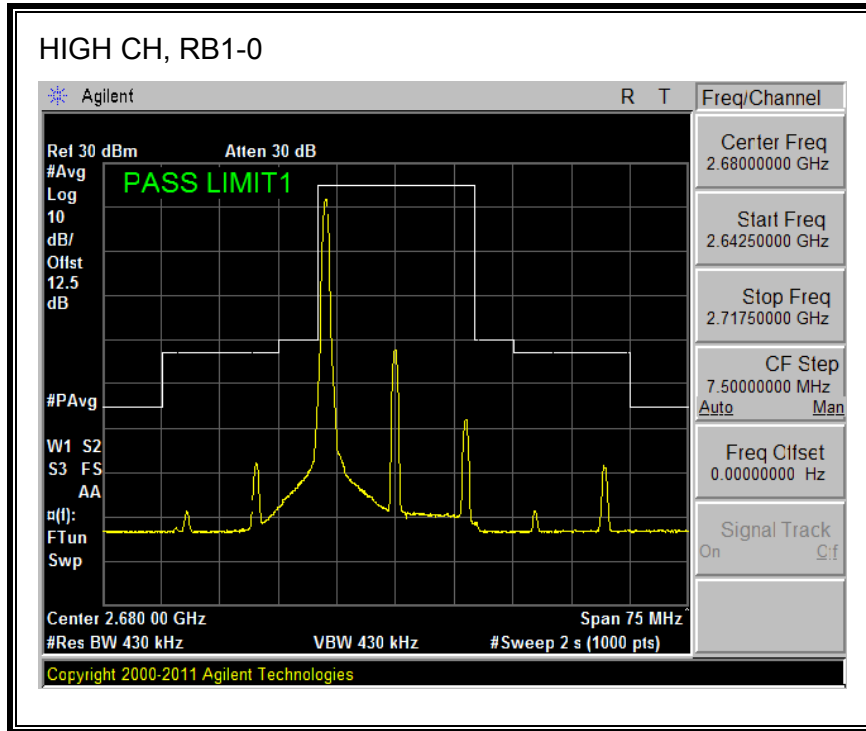 HIGH CH, RB1-0
Agilent R T Freq/Channel
Ref 30 dBm Atten 30 dB
#Avg
Log
10
dB/
Offst
12.5
dB
PASS LIMIT1
#PAvg
W1 S2
S3 FS
AA
¤(f):
FTun
Swp
Center 2.680 00 GHz Span 75 MHz
#Res BW 430 kHz VBW 430 kHz #Sweep 2 s (1000 pts)
Copyright 2000-2011 Agilent Technologies
Center Freq
2.68000000 GHz
Start Freq
2.64250000 GHz
Stop Freq
2.71750000 GHz
CF Step
7.50000000 MHz
Auto Man
Freq Offset
0.00000000 Hz
Signal Track
On Off